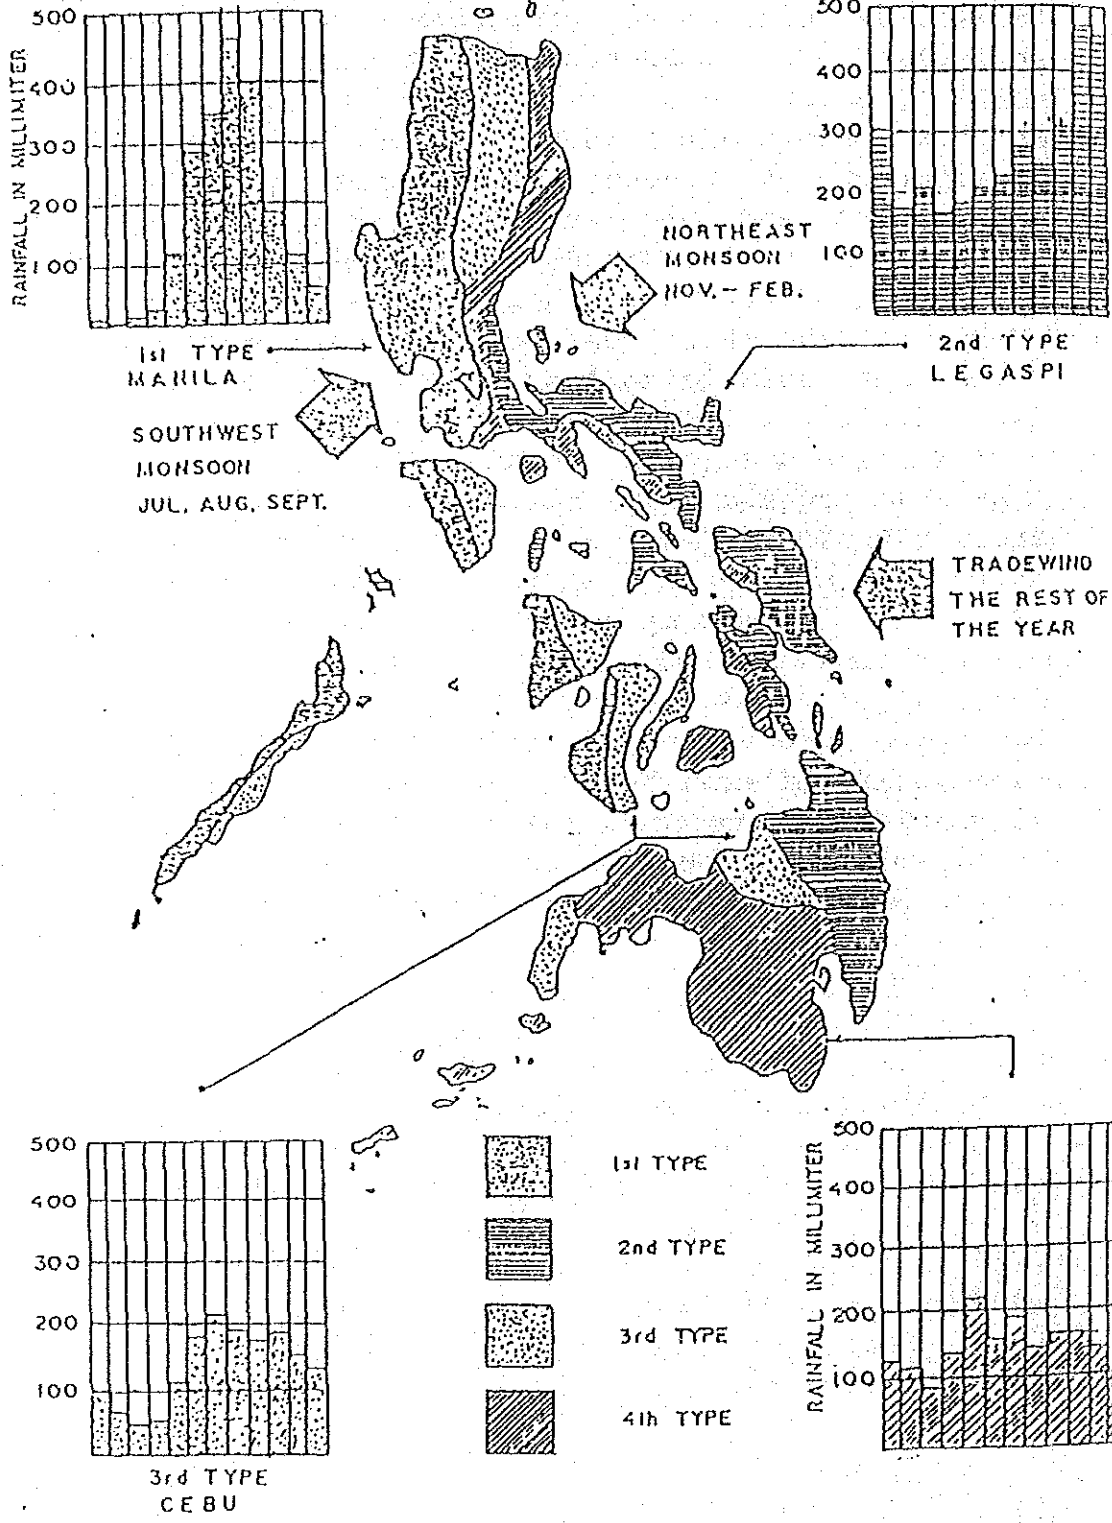 500
400
300
200
100
RAINFALL IN MILLIMITER
1st TYPE
MANILA
500
400
300
200
100
2nd TYPE
LEGASPI
NORTHEAST
MONSOON
NOV. - FEB.
SOUTHWEST
MONSOON
JUL, AUG, SEPT.
TRADEWIND
THE REST OF
THE YEAR
500
400
300
200
100
3rd TYPE
CEBU
1st TYPE
2nd TYPE
3rd TYPE
4th TYPE
500
400
300
200
100
RAINFALL IN MILLIMITER